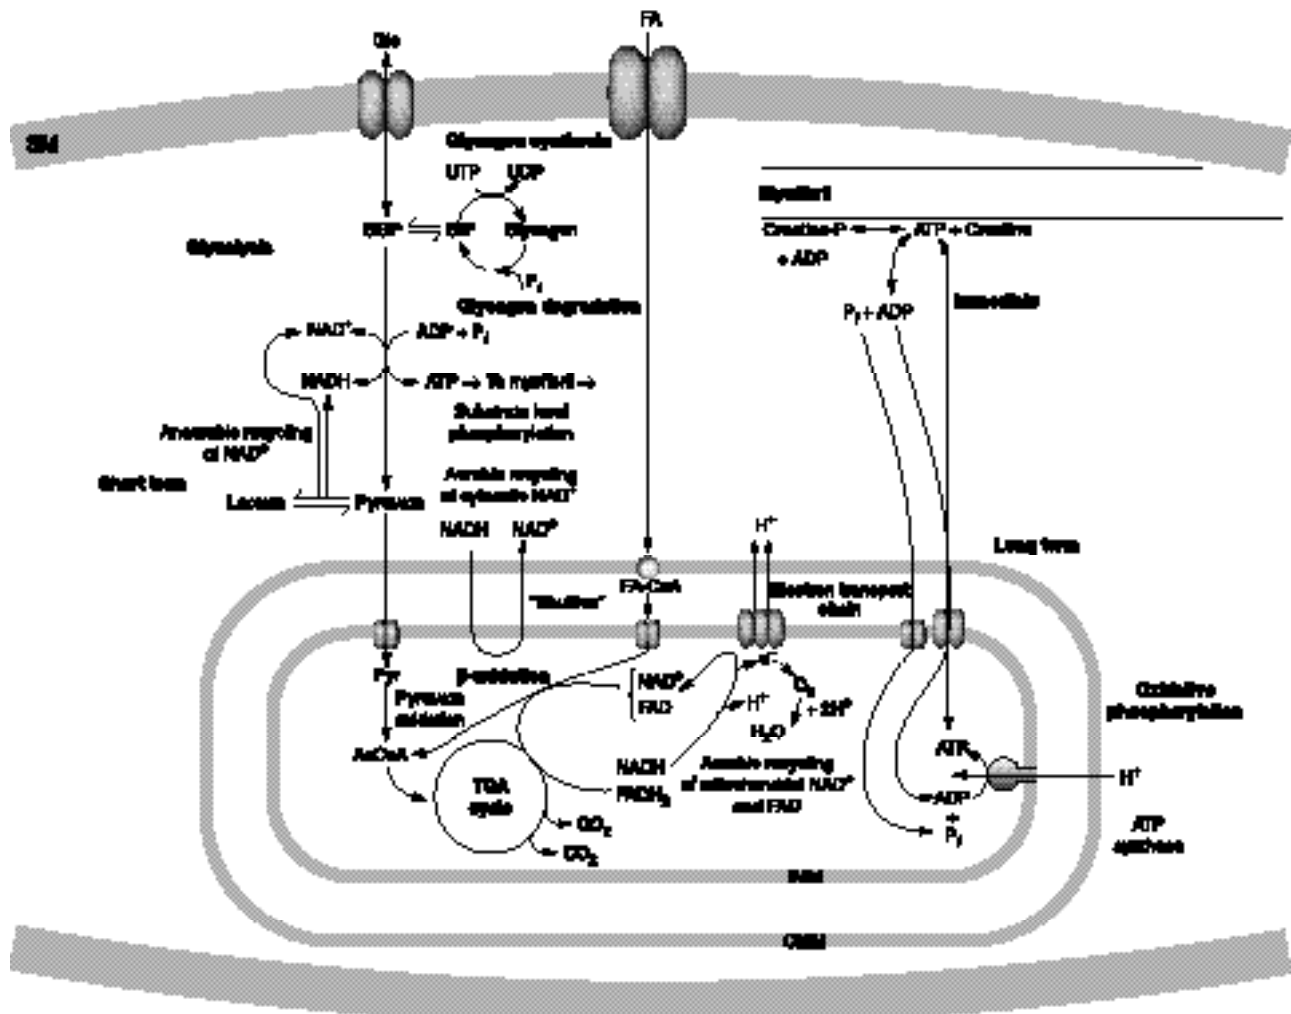 FA
Glc
SM
Glycogen synthesis
UTP UDP
Myofibril
G6P G1P Glycogen
Creatine-P ATP + Creatine
+ ADP
Glycolysis
Pi
Glycogen degradation
Immediate
Pi + ADP
NAD+ ADP + Pi
NADH ATP → To myofibril →
Substrate level
phosphorylation
Anaerobic recycling
of NAD+
Aerobic recycling
of cytosolic NAD+
Short term
Lactate Pyruvate
NADH NAD+
H+
Long term
FA-CoA
Electron transport
chain
"Shuttles"
Pyr
β-oxidation
NAD+
FAD
e-
O2
+ 2H+
H+
H2O
Pyruvate
oxidation
Oxidative
phosphorylation
AcCoA
ATP
TCA
cycle
NADH
FADH2
Aerobic recycling
of mitochondrial NAD+
and FAD
H+
ADP
+
Pi
CO2
CO2
ATP
synthase
IMM
OMM